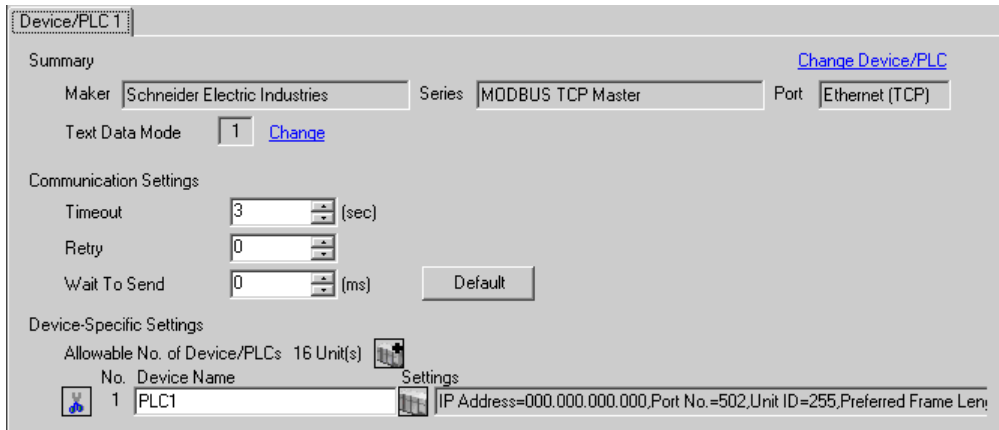 Device/PLC 1
Summary Change Device/PLC
Maker Schneider Electric Industries Series MODBUS TCP Master Port Ethernet (TCP)
Text Data Mode 1 Change
Communication Settings
Timeout 3 (sec)
Retry 0
Wait To Send 0 (ms) Default
Device-Specific Settings
Allowable No. of Device/PLCs 16 Unit(s)
No. Device Name Settings
1 PLC1 IP Address=000.000.000.000,Port No.=502,Unit ID=255,Preferred Frame